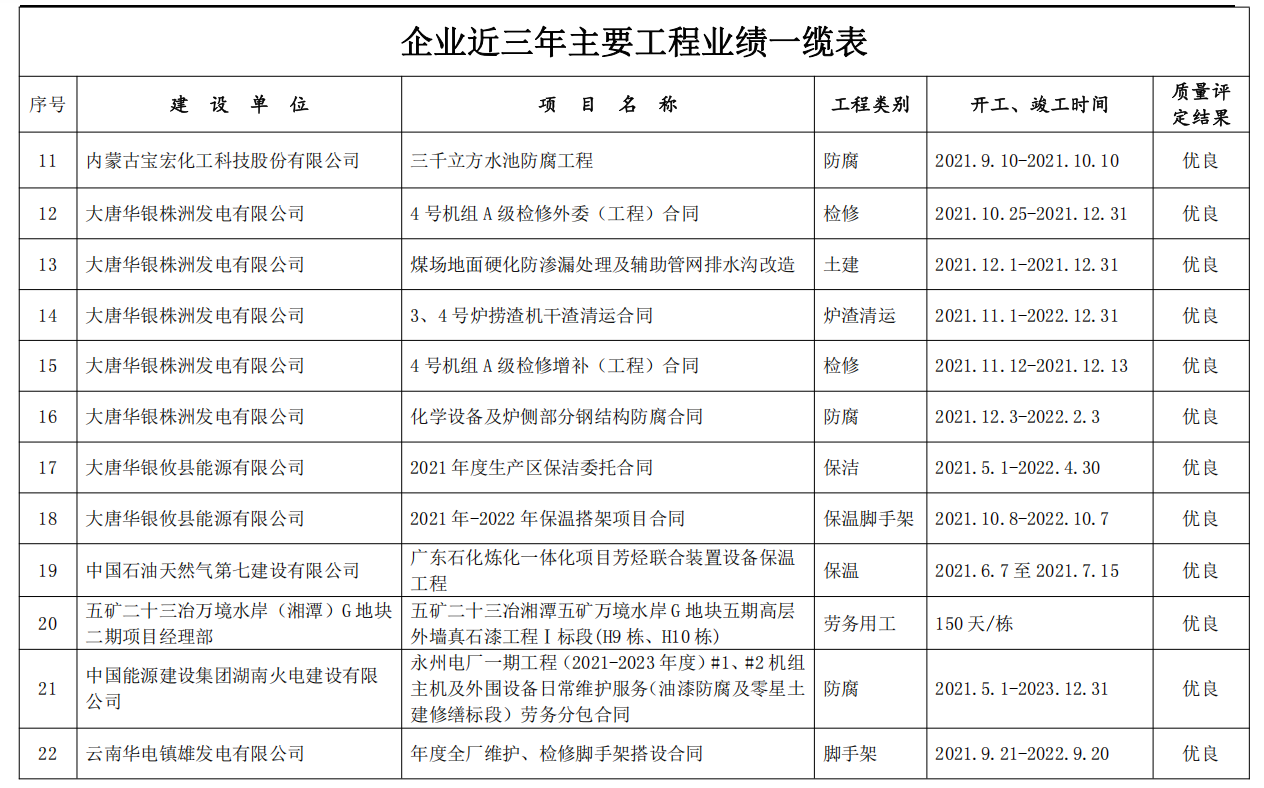 企业近三年主要工程业绩一缆表
序号 建 设 单 位 项 目 名 称 工程类别 开工、竣工时间 质量评
定结果
11 内蒙古宝宏化工科技股份有限公司 三千立方水池防腐工程 防腐 2021.9.10-2021.10.10 优良
12 大唐华银株洲发电有限公司 4号机组A级检修外委（工程）合同 检修 2021.10.25-2021.12.31 优良
13 大唐华银株洲发电有限公司 煤场地面硬化防渗漏处理及辅助管网排水沟改造 土建 2021.12.1-2021.12.31 优良
14 大唐华银株洲发电有限公司 3、4号炉捞渣机干渣清运合同 炉渣清运 2021.11.1-2022.12.31 优良
15 大唐华银株洲发电有限公司 4号机组A级检修增补（工程）合同 检修 2021.11.12-2021.12.13 优良
16 大唐华银株洲发电有限公司 化学设备及炉侧部分钢结构防腐合同 防腐 2021.12.3-2022.2.3 优良
17 大唐华银攸县能源有限公司 2021年度生产区保洁委托合同 保洁 2021.5.1-2022.4.30 优良
18 大唐华银攸县能源有限公司 2021年-2022年保温搭架项目合同 保温脚手架 2021.10.8-2022.10.7 优良
19 中国石油天然气第七建设有限公司 广东石化炼化一体化项目芳烃联合装置设备保温
工程 保温 2021.6.7至2021.7.15 优良
20 五矿二十三冶万境水岸（湘潭）G地块
二期项目经理部 五矿二十三冶湘潭五矿万境水岸G地块五期高层
外墙真石漆工程Ⅰ标段(H9栋、H10栋) 劳务用工 150天/栋 优良
21 中国能源建设集团湖南火电建设有限
公司 永州电厂一期工程（2021-2023年度）#1、#2机组
主机及外围设备日常维护服务（油漆防腐及零星土
建修缮标段）劳务分包合同 防腐 2021.5.1-2023.12.31 优良
22 云南华电镇雄发电有限公司 年度全厂维护、检修脚手架搭设合同 脚手架 2021.9.21-2022.9.20 优良